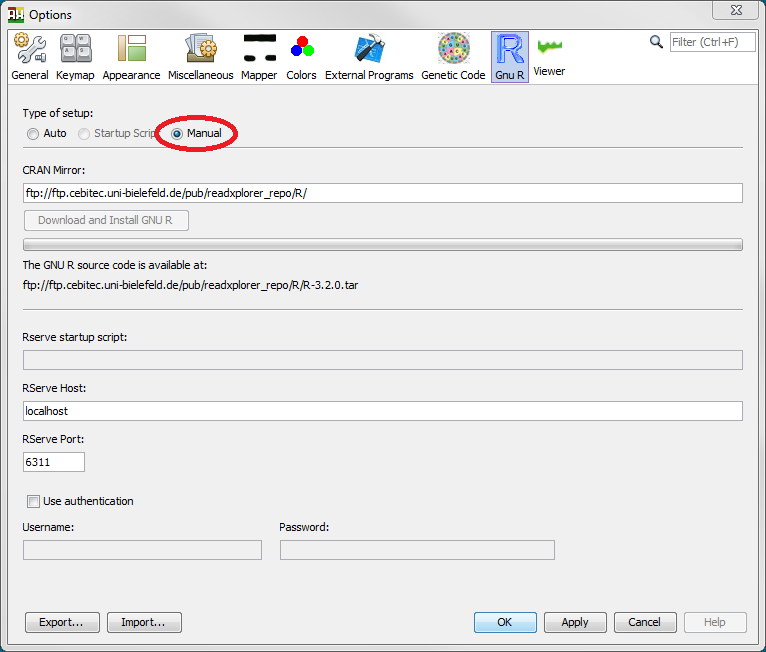 Options
General Keymap Appearance Miscellaneous Mapper Colors External Programs Genetic Code Gnu R Viewer
Filter (Ctrl+F)
Type of setup:
Auto Startup Scrip Manual
CRAN Mirror:
ftp://ftp.cebitec.uni-bielefeld.de/pub/readxplorer_repo/R/
Download and Install GNU R
The GNU R source code is available at:
ftp://ftp.cebitec.uni-bielefeld.de/pub/readxplorer_repo/R/R-3.2.0.tar
Rserve startup script:
RServe Host:
localhost
RServe Port:
6311
Use authentication
Username: Password:
Export... Import... OK Apply Cancel Help